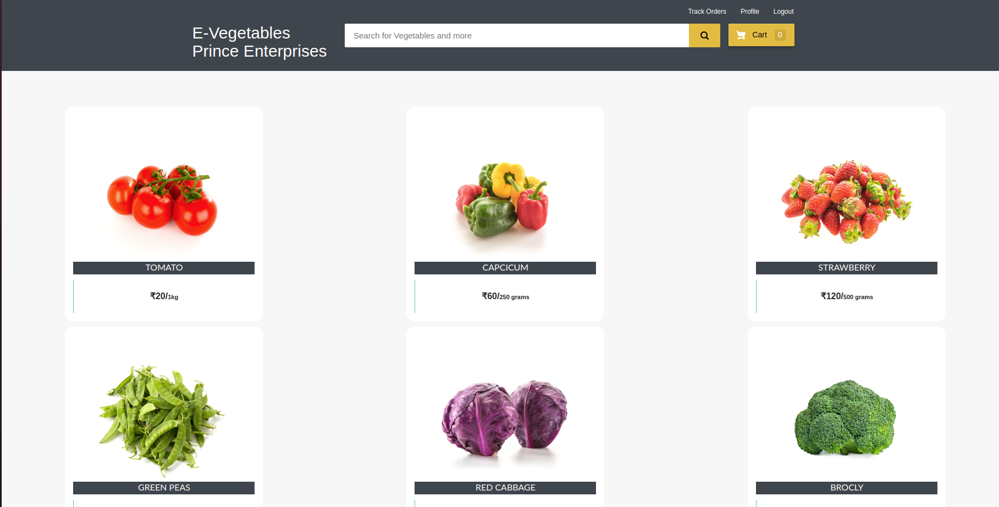 Track Orders Profile Logout
E-Vegetables
Prince Enterprises
Search for Vegetables and more
Cart 0
TOMATO
₹20/1kg
CAPCICUM
₹60/250 grams
STRAWBERRY
₹120/500 grams
GREEN PEAS
RED CABBAGE
BROCLY